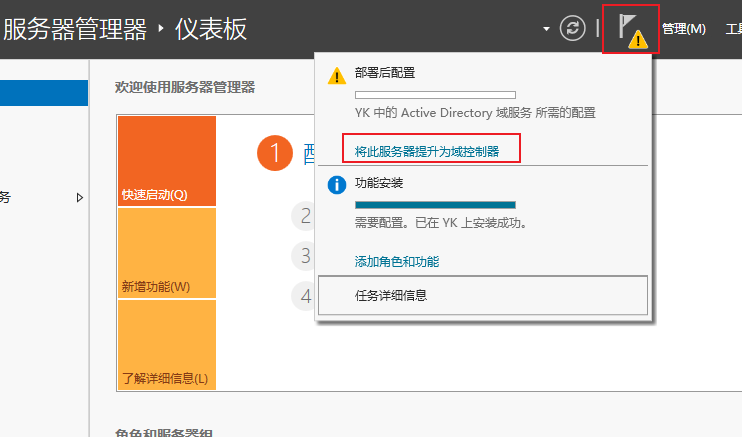 服务器管理器 仪表板
管理(M)
工具
欢迎使用服务器管理器
务
快速启动(Q)
新增功能(W)
了解详细信息(L)
1
2
3
4
部署后配置
YK 中的 Active Directory 域服务 所需的配置
将此服务器提升为域控制器
功能安装
需要配置。已在 YK 上安装成功。
添加角色和功能
任务详细信息
角色和服务器组